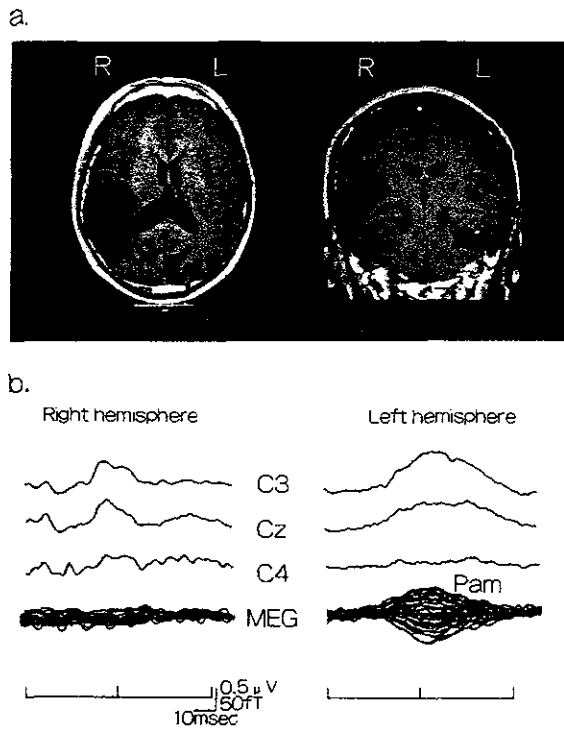 a.
R L R L
b.
Right hemisphere Left hemisphere
C3
Cz
C4
Pam
MEG
0.5 μV
50fT
10msec